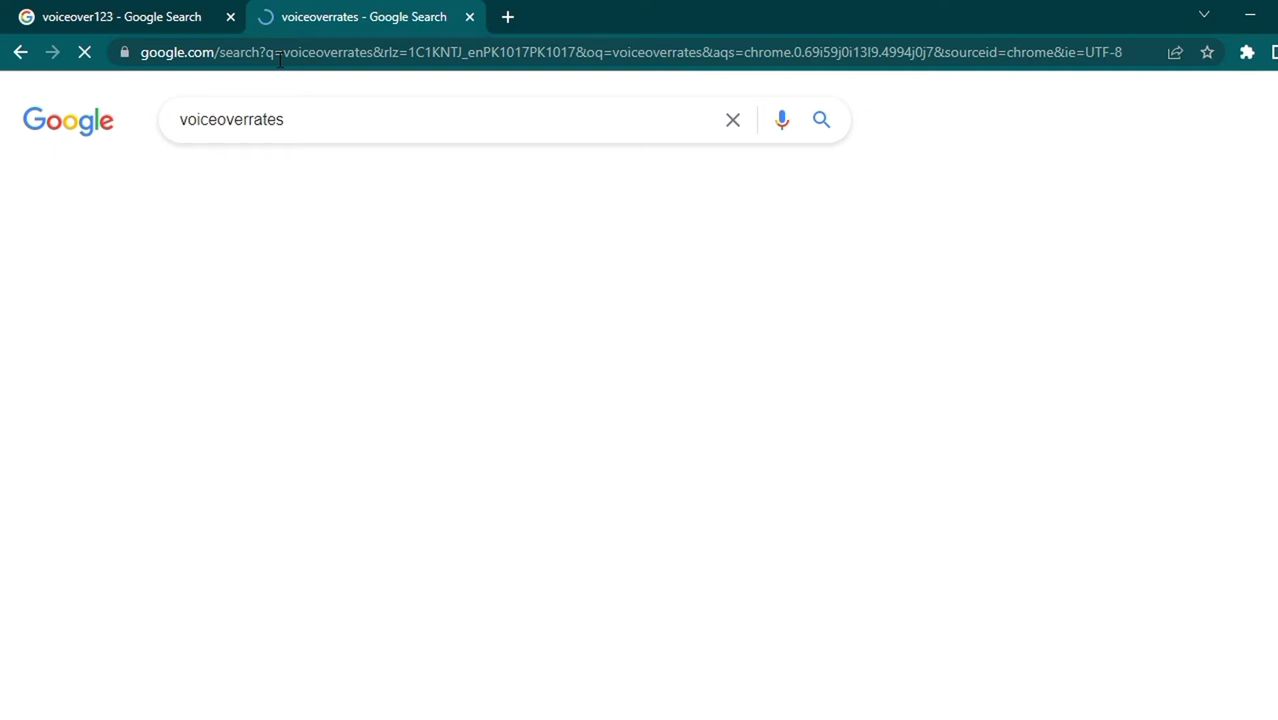 voiceover123 - Google Search
voiceoverrates - Google Search
google.com/search?q=voiceoverrates&rlz=1C1KNTJ_enPK1017PK1017&oq=voiceoverrates&aqs=chrome.0.69i59j0i13l9.4994j0j7&sourceid=chrome&ie=UTF-8
Google
voiceoverrates